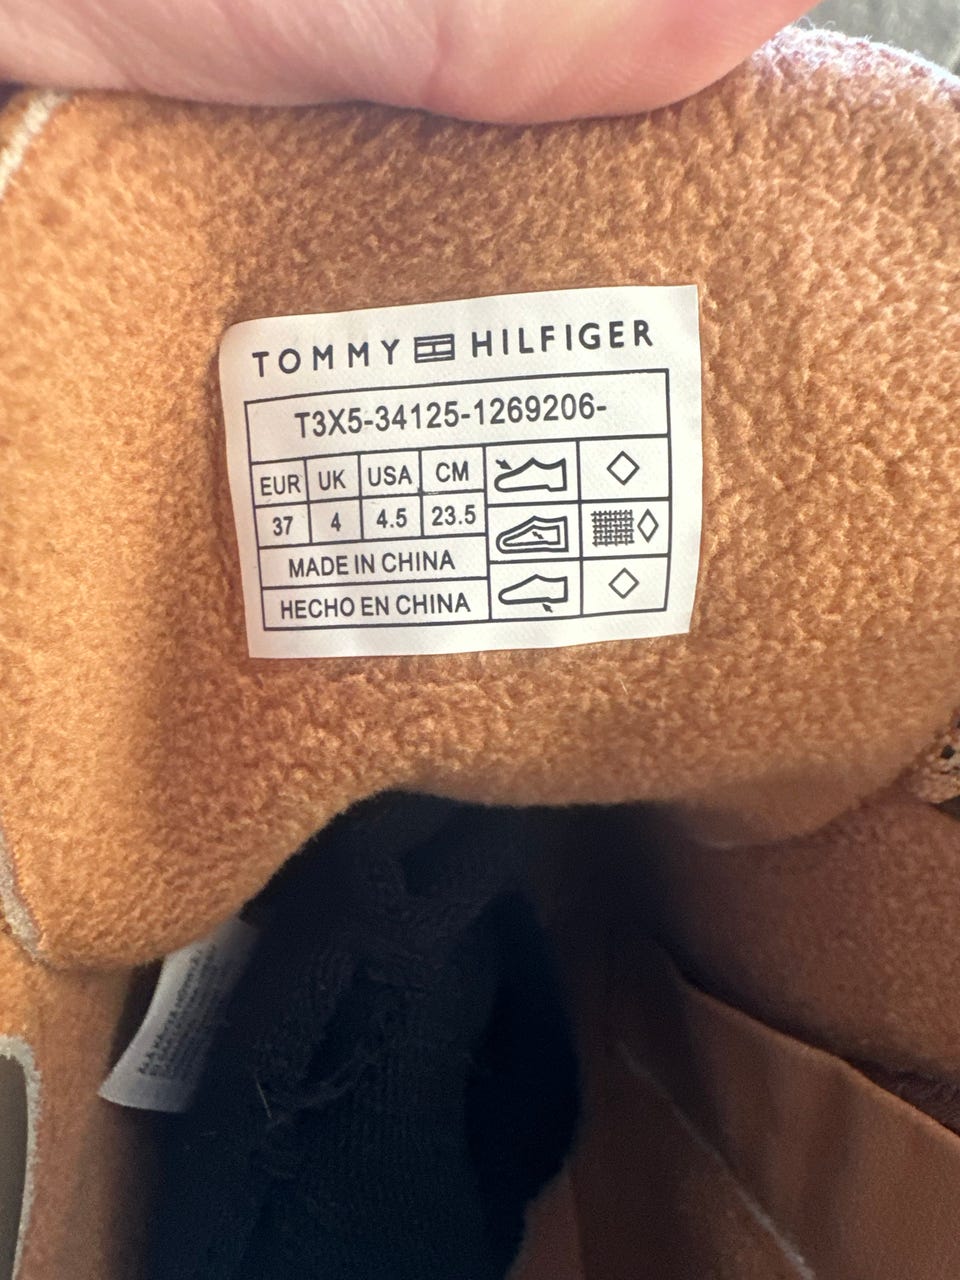 TOMMY HILFIGER
T3X5-34125-1269206-
EUR UK USA CM
37 4 4.5 23.5
MADE IN CHINA
HECHO EN CHINA